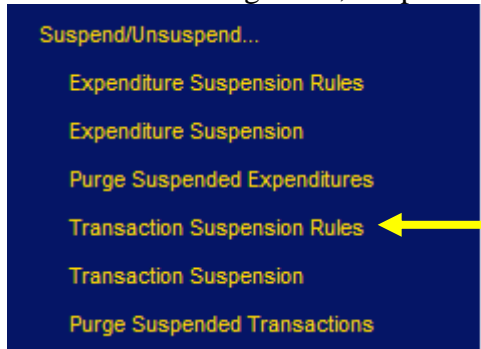 Suspend/Unsuspend...
Expenditure Suspension Rules
Expenditure Suspension
Purge Suspended Expenditures
Transaction Suspension Rules
Transaction Suspension
Purge Suspended Transactions